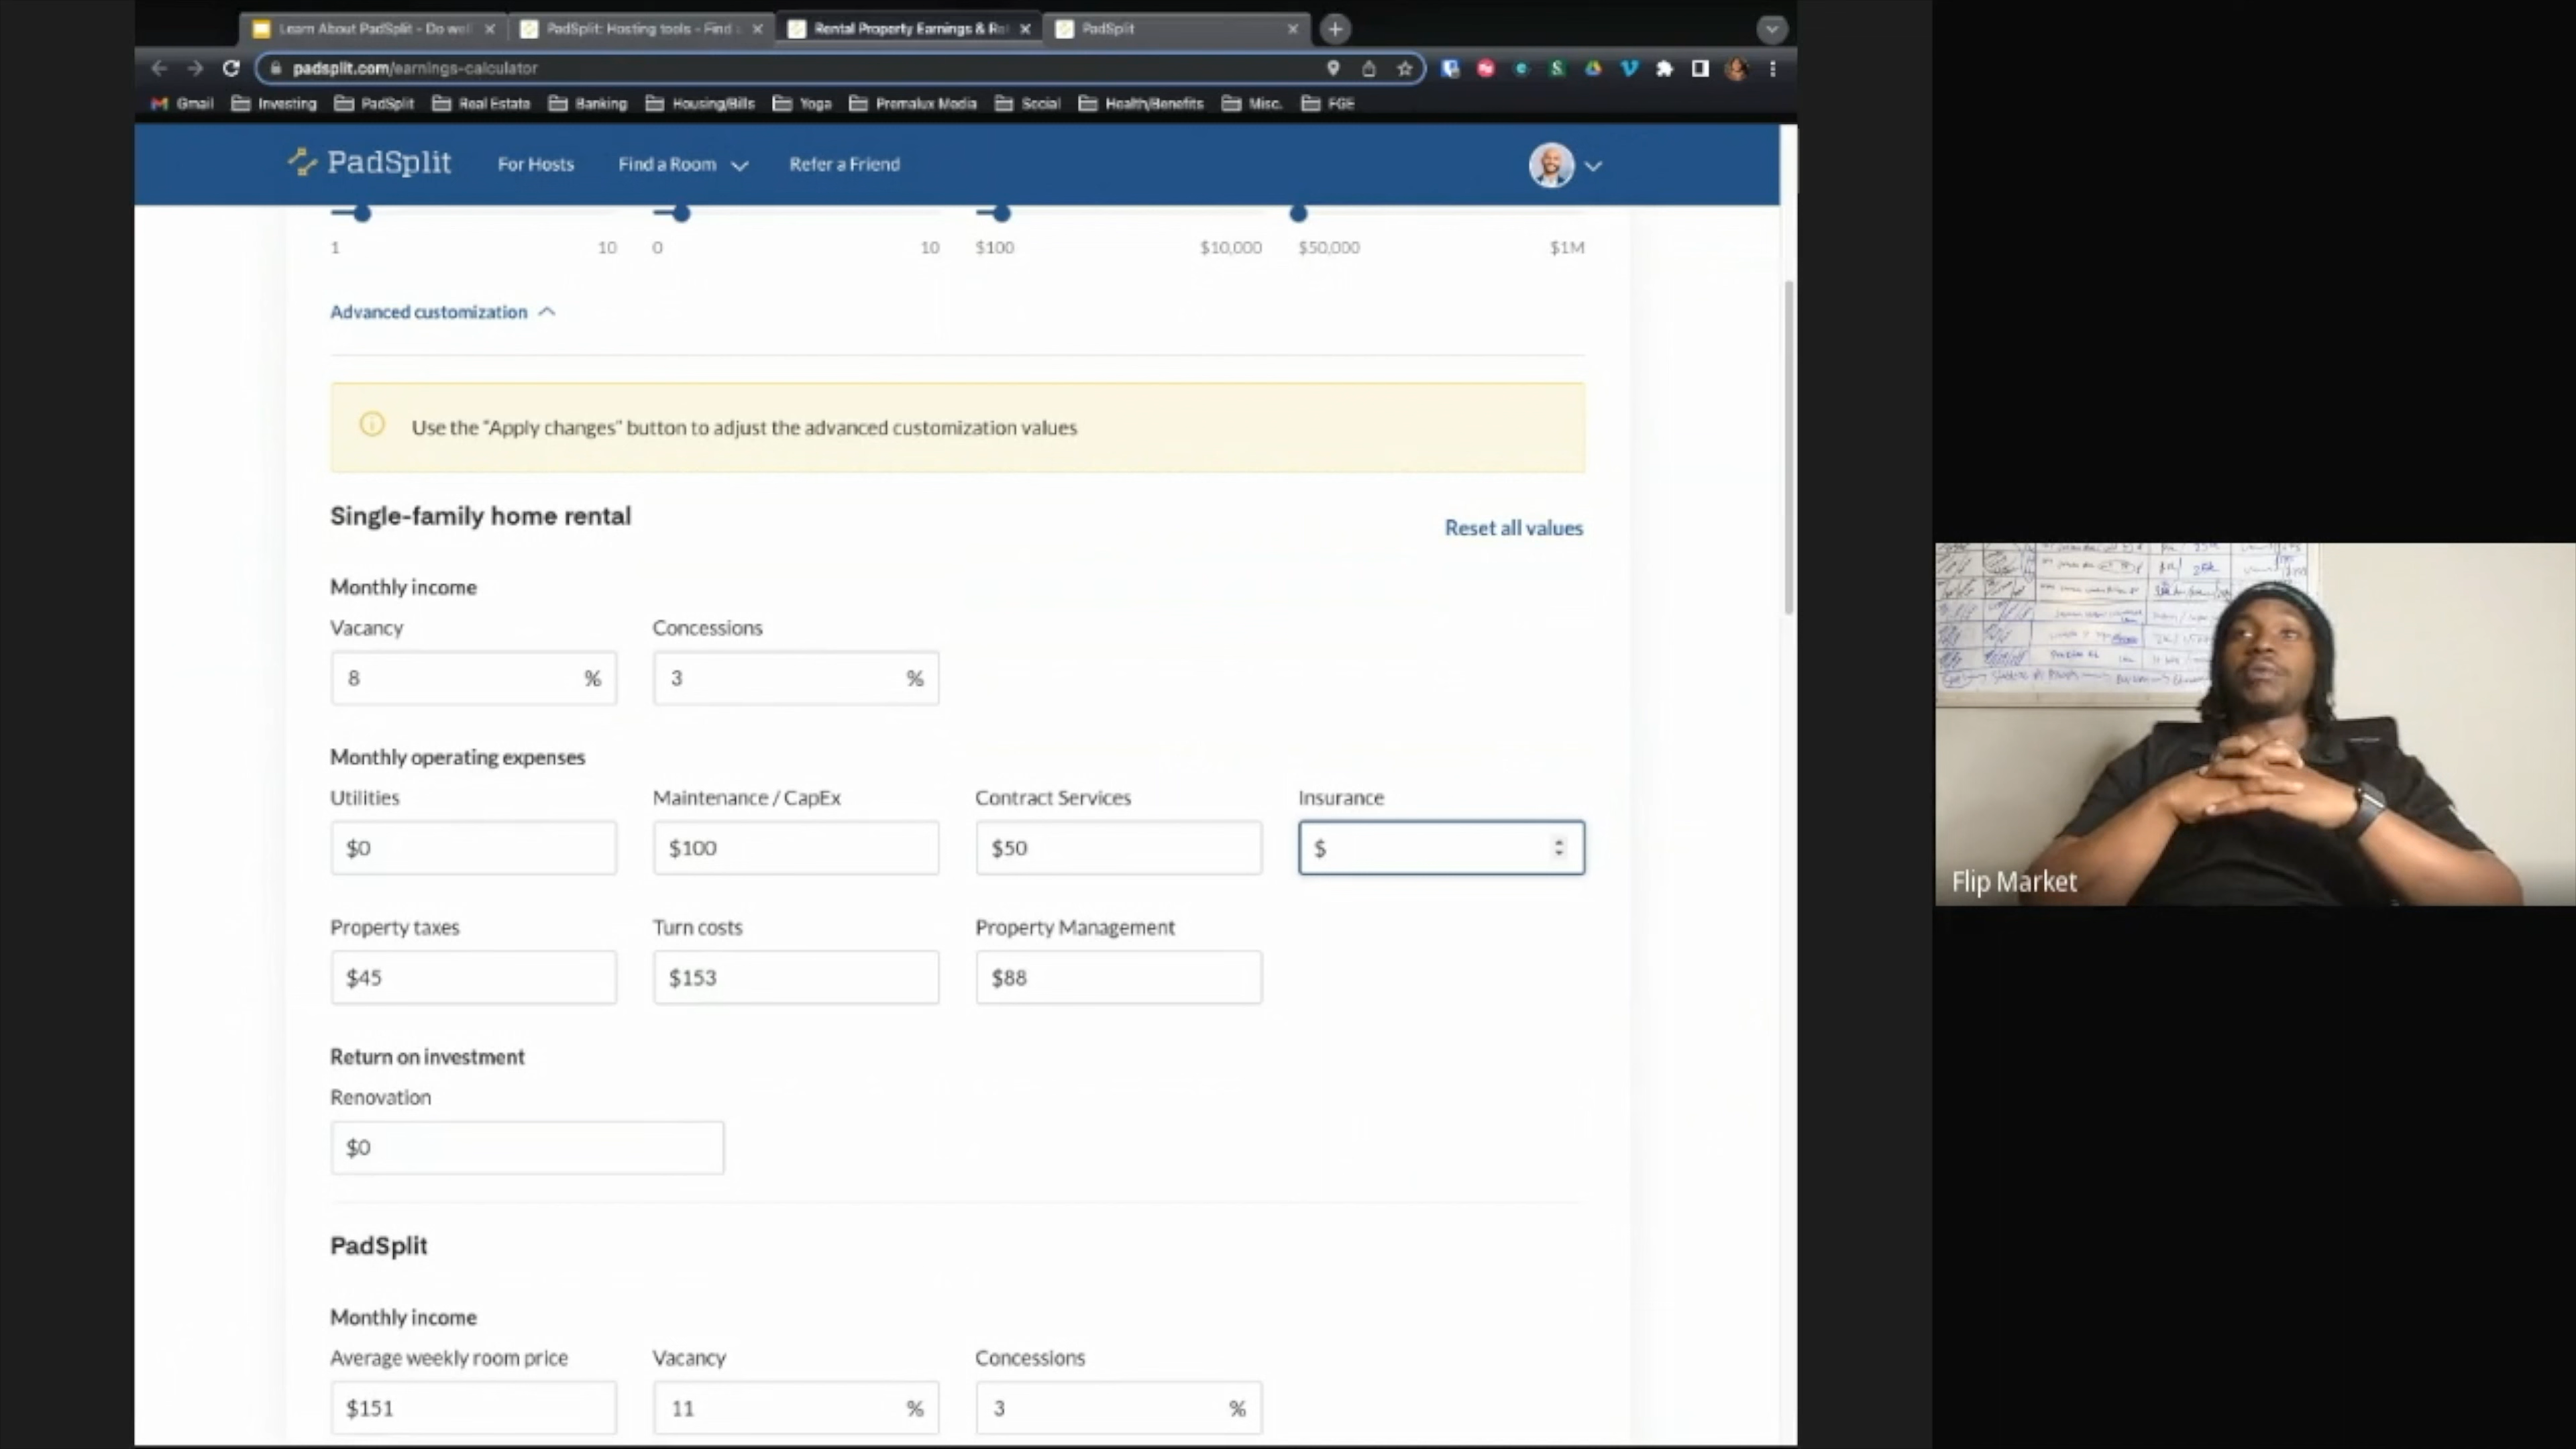 Learn About PadSplit - Do well
PadSplit: Hosting tools - Find
Rental Property Earnings &
PadSplit
padsplit.com/earnings-calculator
Gmail Investing PadSplit Real Estate Banking Housing/Bills Yoga Premalux Media Social Health/Benefits Misc. FGE
PadSplit For Hosts Find a Room Refer a Friend
1 10 0 10 $100 $10,000 $50,000 $1M
Advanced customization
Use the "Apply changes" button to adjust the advanced customization values
Single-family home rental
Reset all values
Monthly income
Vacancy Concessions
8 % 3 %
Monthly operating expenses
Utilities Maintenance / CapEx Contract Services Insurance
$0 $100 $50 $
Property taxes Turn costs Property Management
$45 $153 $88
Return on investment
Renovation
$0
PadSplit
Monthly income
Average weekly room price Vacancy Concessions
$151 11 % 3 %
Flip Market